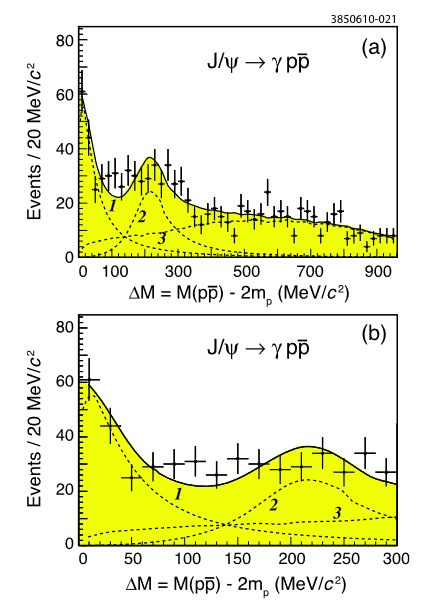 3850610-021
(a)
J/ψ → γ pp̅
Events / 20 MeV/c²
80
60
40
20
0
1
2
3
0 100 300 500 700 900
ΔM = M(pp̅) - 2mₚ (MeV/c²)
(b)
J/ψ → γ pp̅
Events / 20 MeV/c²
80
60
40
20
0
1
2
3
0 50 100 150 200 250 300
ΔM = M(pp̅) - 2mₚ (MeV/c²)